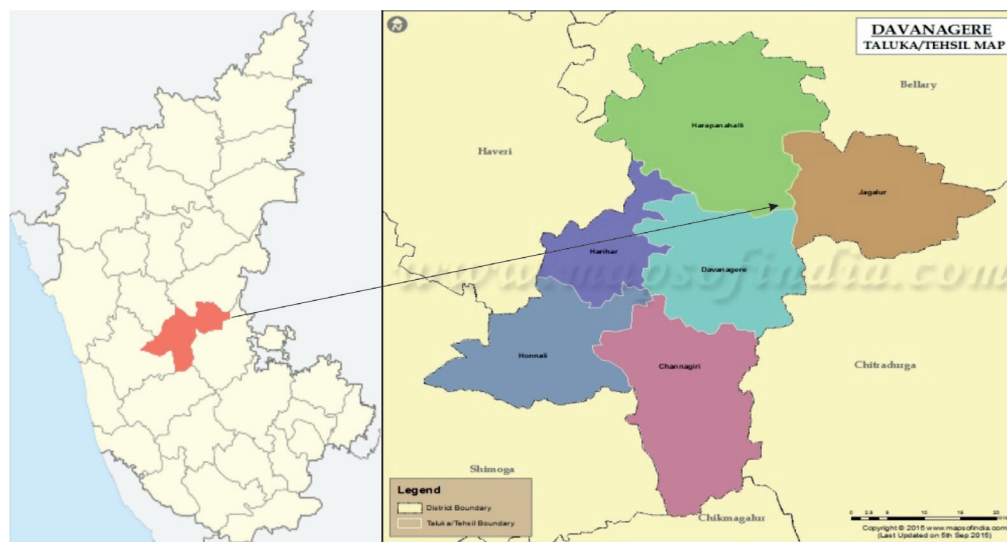 DAVANAGERE
TALUKA/TEHSIL MAP
Bellary
Harapanahalli
Haveri
Jagalur
Harihar
Davanagere
www.mapsofindia.com
Honnali
Channagiri
Chitradurga
Shimoga
Legend
District Boundary
Taluka/Tehsil Boundary
Chikmagalur
Copyright © 2015 www.mapsofindia.com
(Last Updated on 5th Sep 2015)